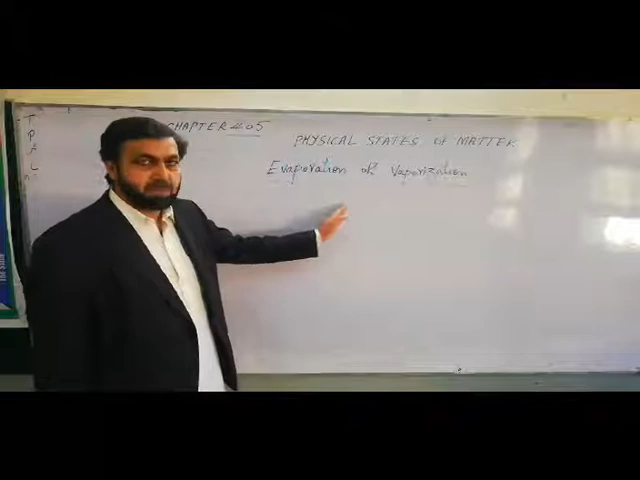 CHAPTER # 05
PHYSICAL STATES OF MATTER
Evaporation or Vaporization